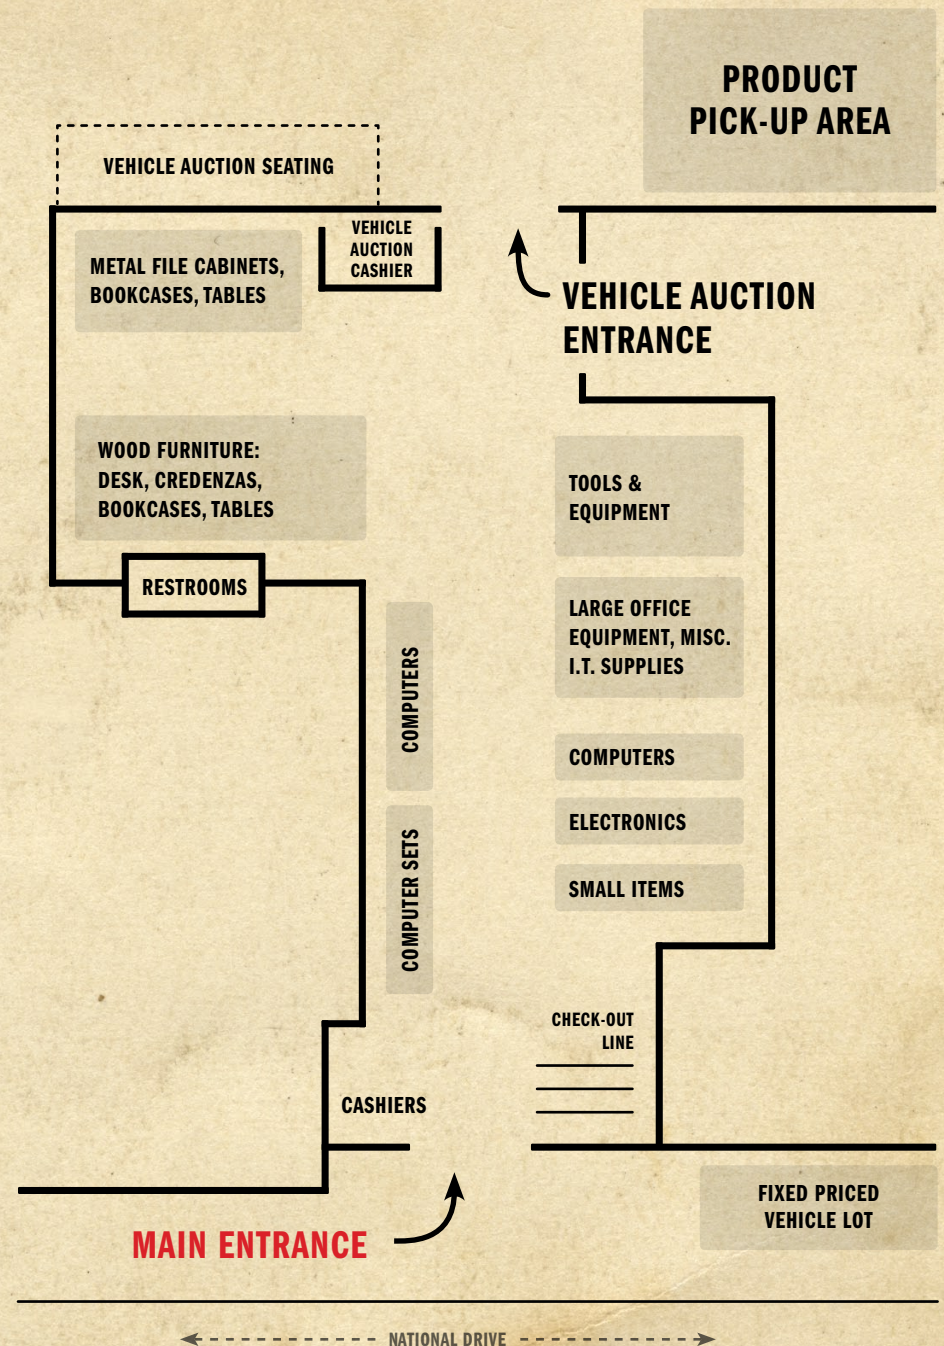 PRODUCT
PICK-UP AREA
VEHICLE AUCTION SEATING
VEHICLE
AUCTION
CASHIER
METAL FILE CABINETS,
BOOKCASES, TABLES
VEHICLE AUCTION
ENTRANCE
WOOD FURNITURE:
DESK, CREDENZAS,
BOOKCASES, TABLES
TOOLS &
EQUIPMENT
RESTROOMS
LARGE OFFICE
EQUIPMENT, MISC.
I.T. SUPPLIES
COMPUTERS
COMPUTERS
ELECTRONICS
COMPUTER SETS
SMALL ITEMS
CHECK-OUT
LINE
CASHIERS
FIXED PRICED
VEHICLE LOT
MAIN ENTRANCE
NATIONAL DRIVE